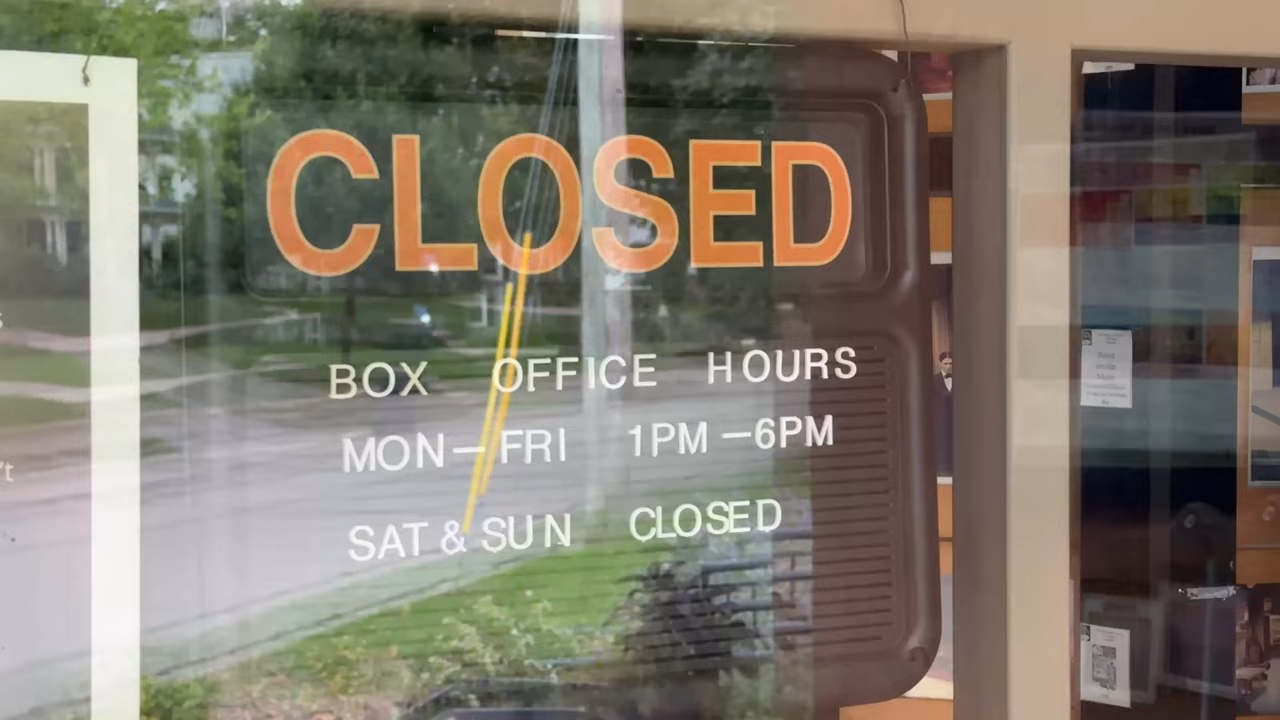 CLOSED
BOX OFFICE HOURS
MON-FRI 1PM-6PM
SAT & SUN CLOSED
't